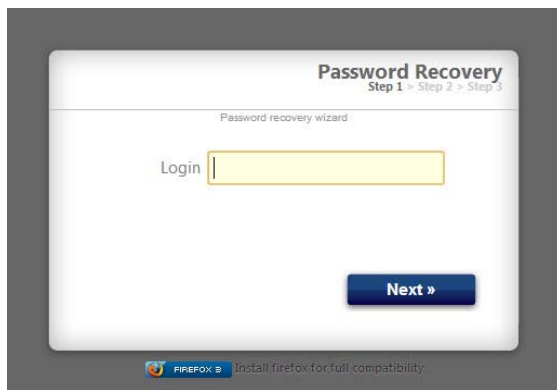 Password Recovery
Step 1 > Step 2 > Step 3
Password recovery wizard
Login
Next »
FIREFOX 3 Install firefox for full compatibility